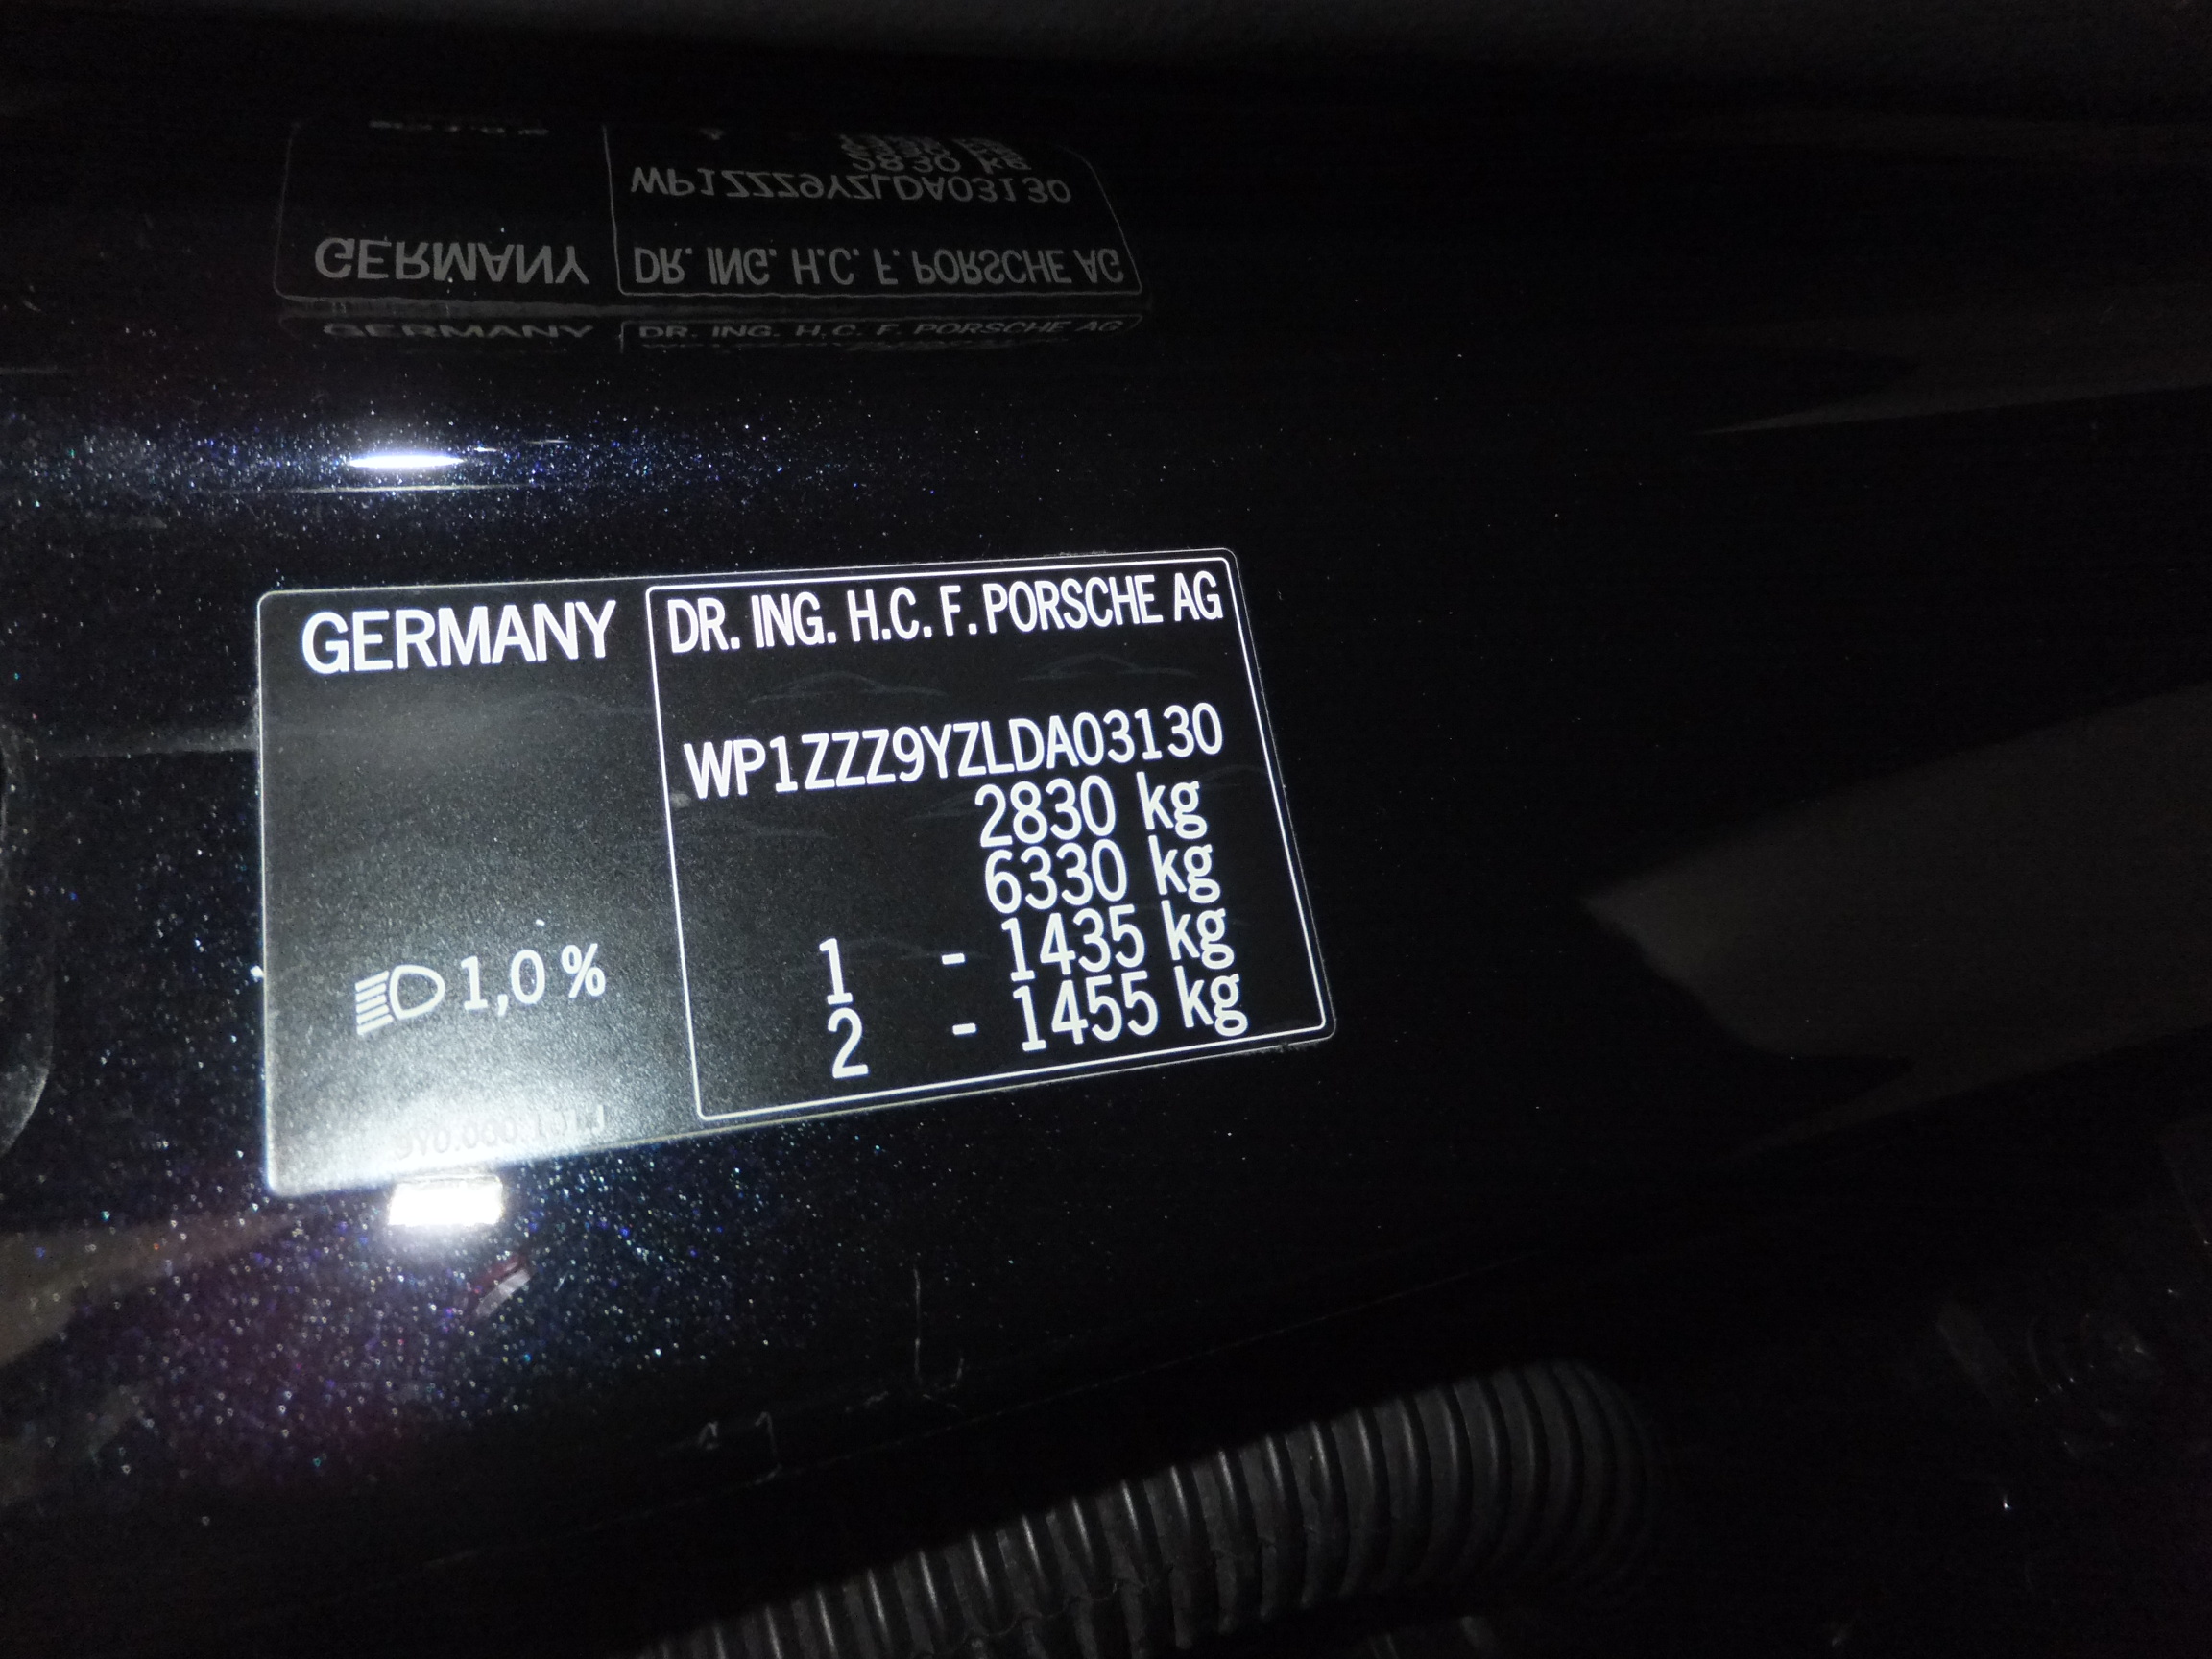 GERMANY
DR. ING. H.C. F. PORSCHE AG
WP1ZZZ9YZLDA03130
2830 kg
6330 kg
1 - 1435 kg
2 - 1455 kg
1,0 %